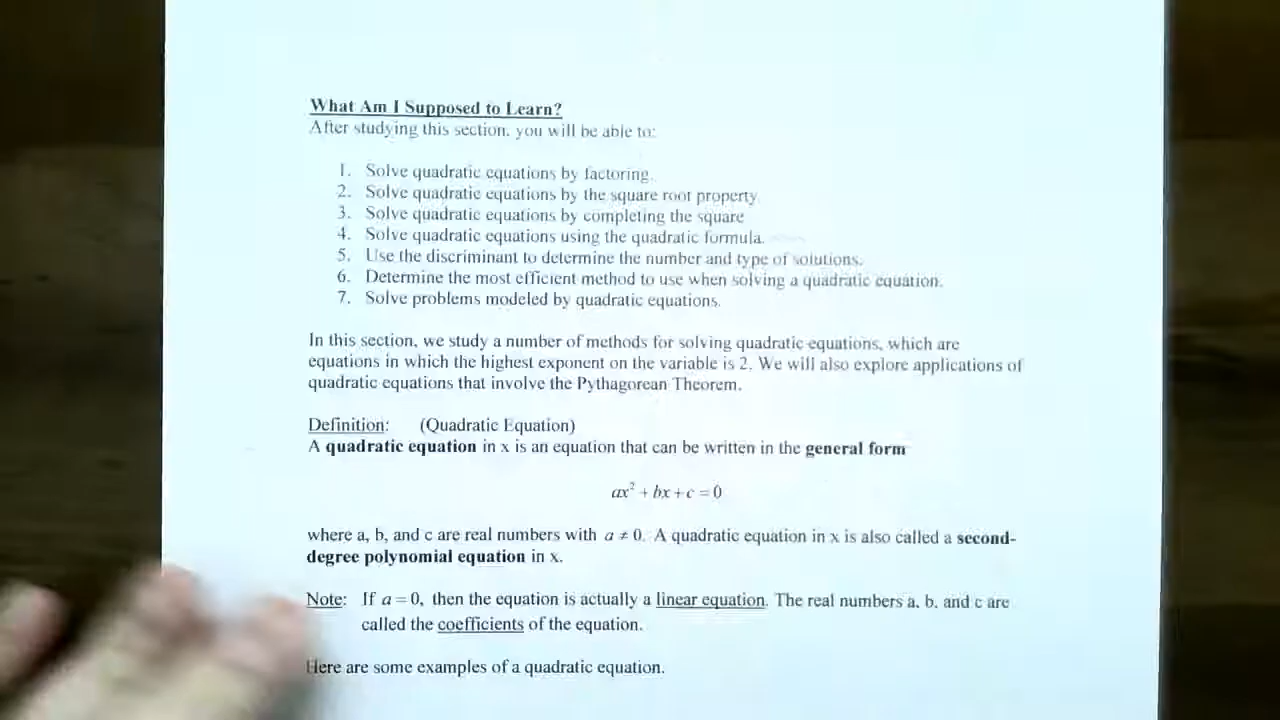 What Am I Supposed to Learn?
After studying this section, you will be able to:
1. Solve quadratic equations by factoring.
2. Solve quadratic equations by the square root property.
3. Solve quadratic equations by completing the square
4. Solve quadratic equations using the quadratic formula.
5. Use the discriminant to determine the number and type of solutions.
6. Determine the most efficient method to use when solving a quadratic equation.
7. Solve problems modeled by quadratic equations.
In this section, we study a number of methods for solving quadratic equations, which are
equations in which the highest exponent on the variable is 2. We will also explore applications of
quadratic equations that involve the Pythagorean Theorem.
Definition: (Quadratic Equation)
A quadratic equation in x is an equation that can be written in the general form
ax² + bx + c = 0
where a, b, and c are real numbers with a ≠ 0. A quadratic equation in x is also called a second-
degree polynomial equation in x.
Note: If a = 0, then the equation is actually a linear equation. The real numbers a, b, and c are
called the coefficients of the equation.
Here are some examples of a quadratic equation.